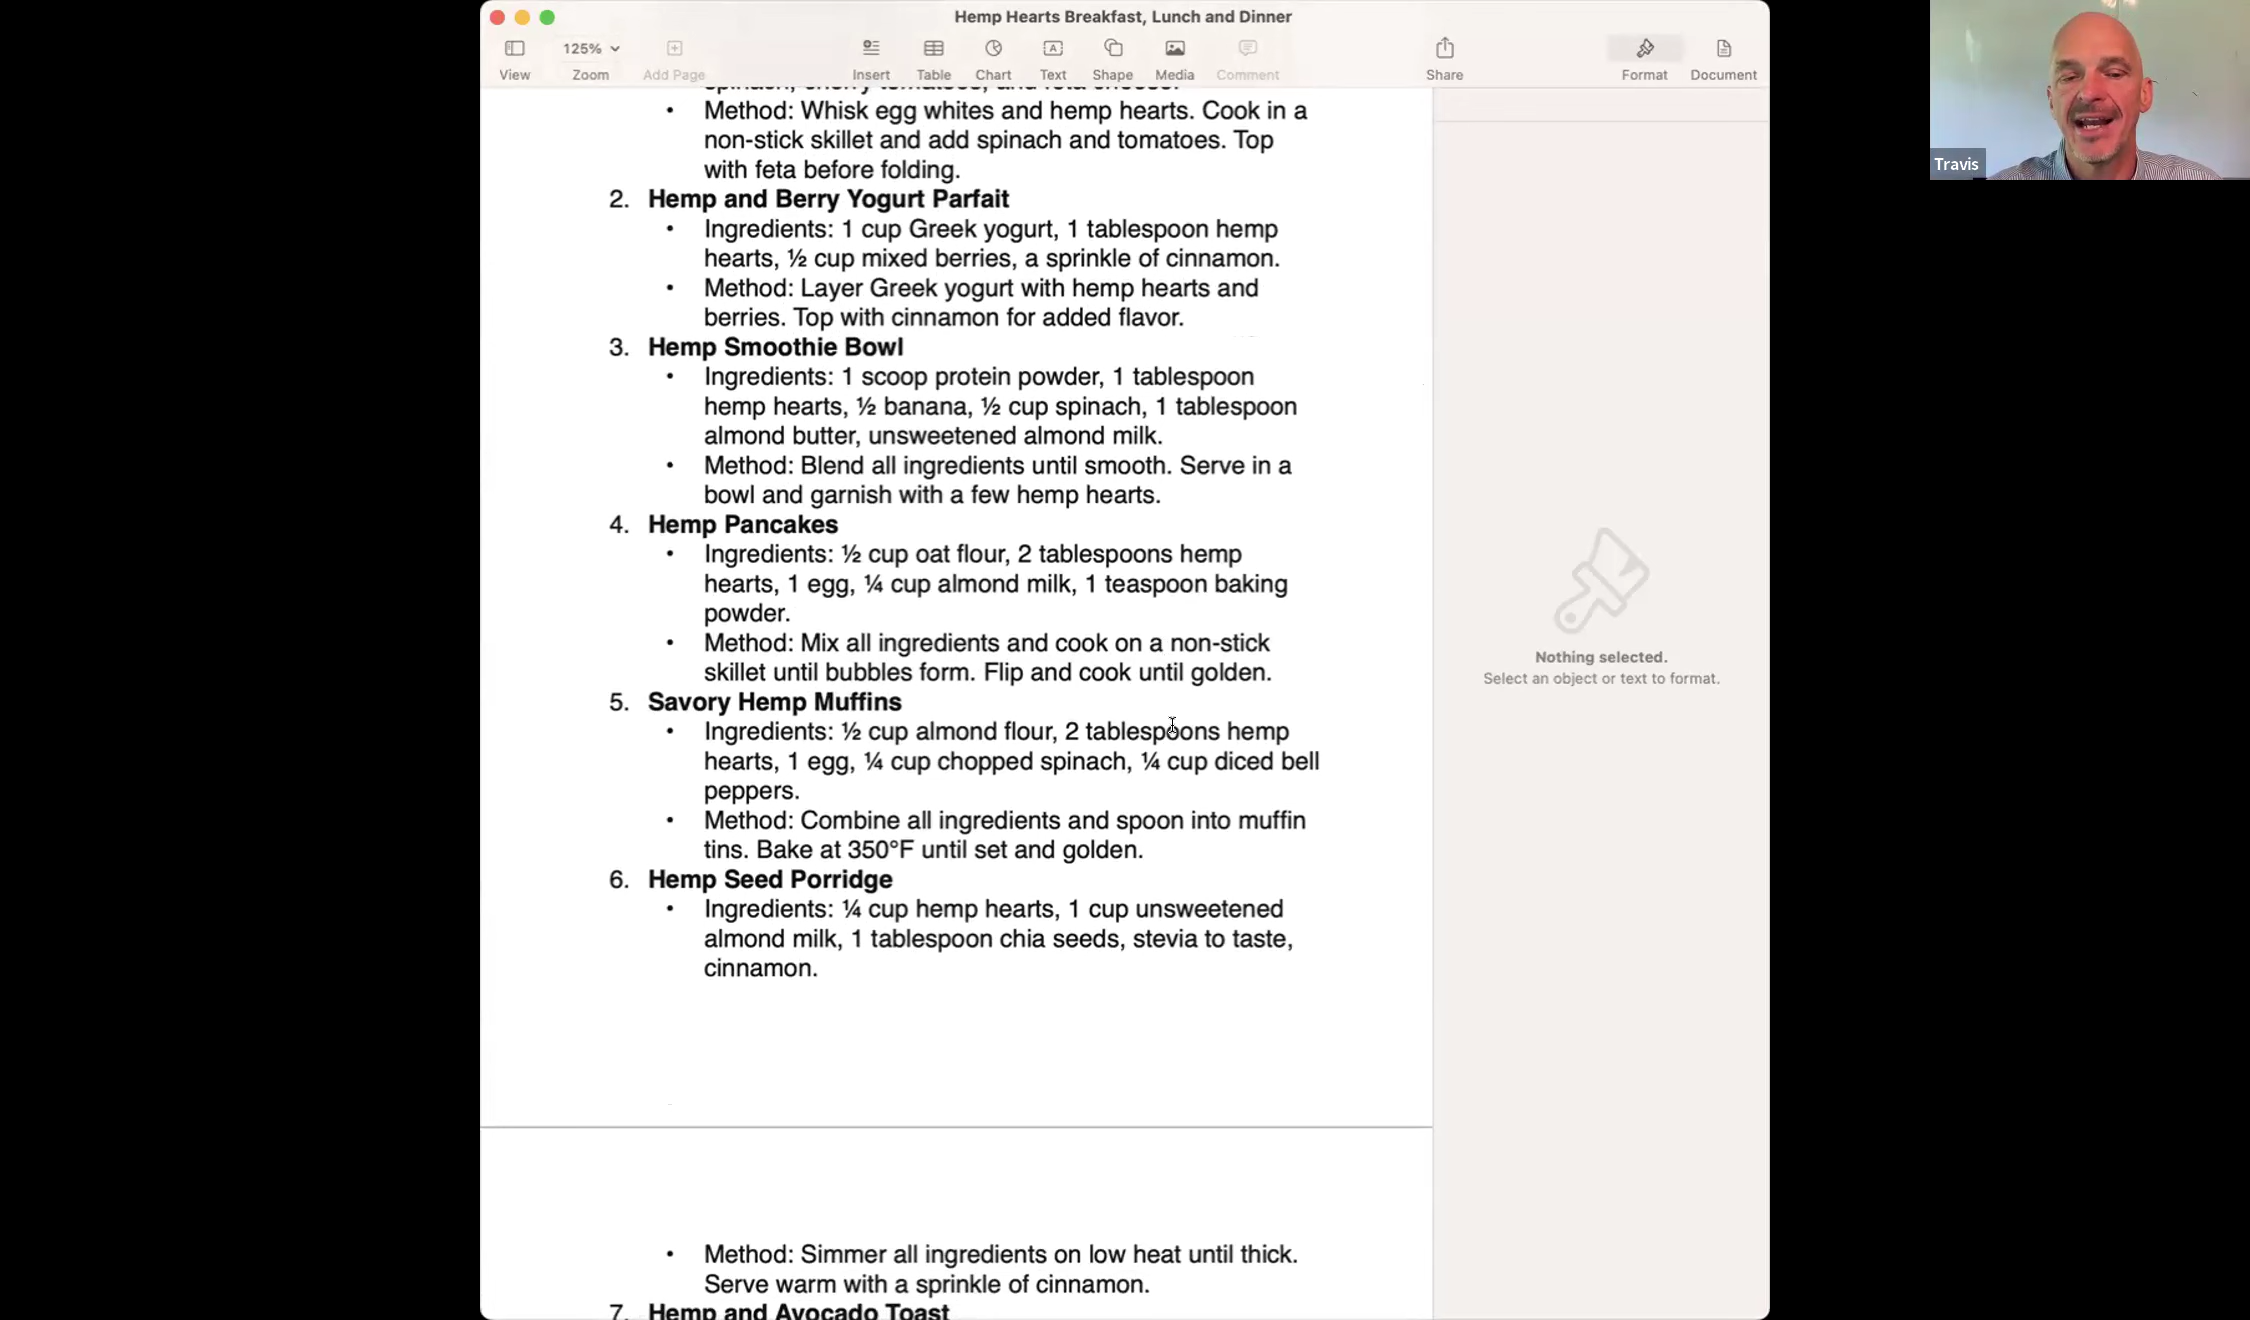 Hemp Hearts Breakfast, Lunch and Dinner
View
125%
Zoom
Add Page
Insert
Table
Chart
Text
Shape
Media
Comment
Share
Format
Document
Travis
spinach, cherry tomatoes, and feta cheese.
• Method: Whisk egg whites and hemp hearts. Cook in a
non-stick skillet and add spinach and tomatoes. Top
with feta before folding.
2. Hemp and Berry Yogurt Parfait
• Ingredients: 1 cup Greek yogurt, 1 tablespoon hemp
hearts, ½ cup mixed berries, a sprinkle of cinnamon.
• Method: Layer Greek yogurt with hemp hearts and
berries. Top with cinnamon for added flavor.
3. Hemp Smoothie Bowl
• Ingredients: 1 scoop protein powder, 1 tablespoon
hemp hearts, ½ banana, ½ cup spinach, 1 tablespoon
almond butter, unsweetened almond milk.
• Method: Blend all ingredients until smooth. Serve in a
bowl and garnish with a few hemp hearts.
4. Hemp Pancakes
• Ingredients: ½ cup oat flour, 2 tablespoons hemp
hearts, 1 egg, ¼ cup almond milk, 1 teaspoon baking
powder.
• Method: Mix all ingredients and cook on a non-stick
skillet until bubbles form. Flip and cook until golden.
5. Savory Hemp Muffins
• Ingredients: ½ cup almond flour, 2 tablespoons hemp
hearts, 1 egg, ¼ cup chopped spinach, ¼ cup diced bell
peppers.
• Method: Combine all ingredients and spoon into muffin
tins. Bake at 350°F until set and golden.
6. Hemp Seed Porridge
• Ingredients: ¼ cup hemp hearts, 1 cup unsweetened
almond milk, 1 tablespoon chia seeds, stevia to taste,
cinnamon.
• Method: Simmer all ingredients on low heat until thick.
Serve warm with a sprinkle of cinnamon.
7. Hemp and Avocado Toast
Nothing selected.
Select an object or text to format.